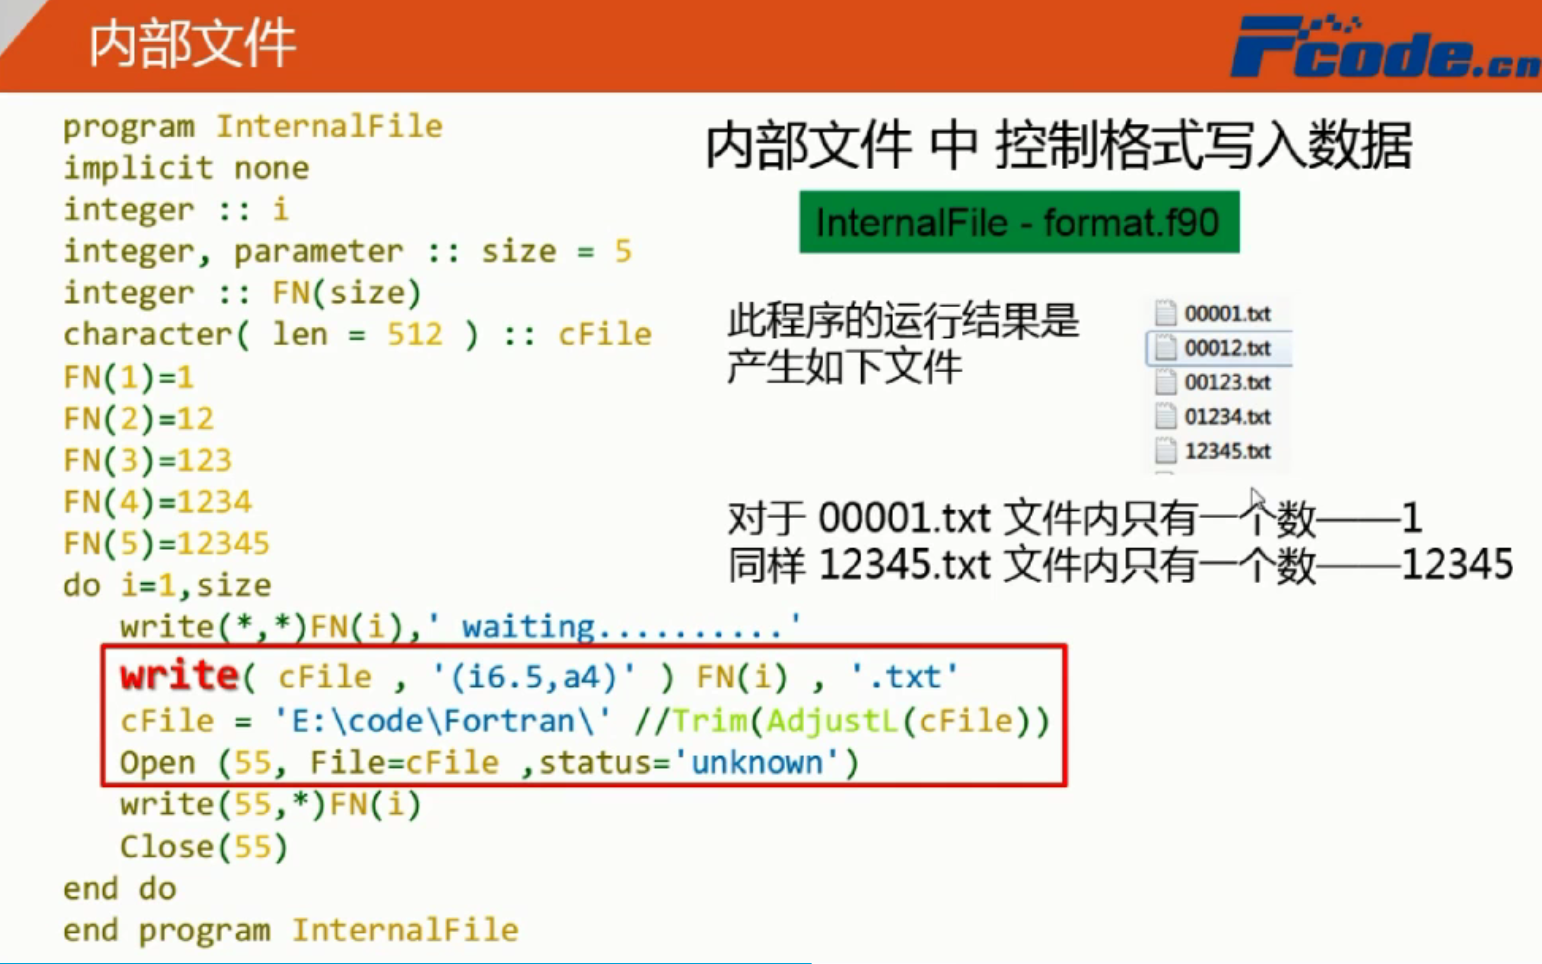 内部文件
Fcode.cn
program InternalFile
implicit none
integer :: i
integer, parameter :: size = 5
integer :: FN(size)
character( len = 512 ) :: cFile
FN(1)=1
FN(2)=12
FN(3)=123
FN(4)=1234
FN(5)=12345
do i=1,size
write(*,*)FN(i),' waiting..........'
write( cFile , '(i6.5,a4)' ) FN(i) , '.txt'
cFile = 'E:\code\Fortran\' //Trim(AdjustL(cFile))
Open (55, File=cFile ,status='unknown')
write(55,*)FN(i)
Close(55)
end do
end program InternalFile
内部文件 中 控制格式写入数据
InternalFile - format.f90
此程序的运行结果是
产生如下文件
00001.txt
00012.txt
00123.txt
01234.txt
12345.txt
对于 00001.txt 文件内只有一个数——1
同样 12345.txt 文件内只有一个数——12345